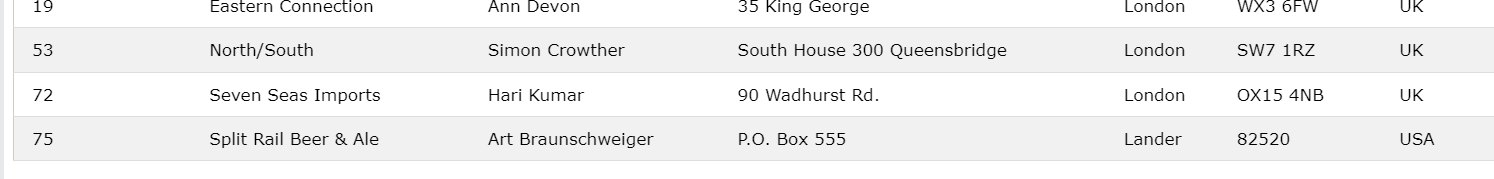 19 Eastern Connection Ann Devon 35 King George London WX3 6FW UK
53 North/South Simon Crowther South House 300 Queensbridge London SW7 1RZ UK
72 Seven Seas Imports Hari Kumar 90 Wadhurst Rd. London OX15 4NB UK
75 Split Rail Beer & Ale Art Braunschweiger P.O. Box 555 Lander 82520 USA